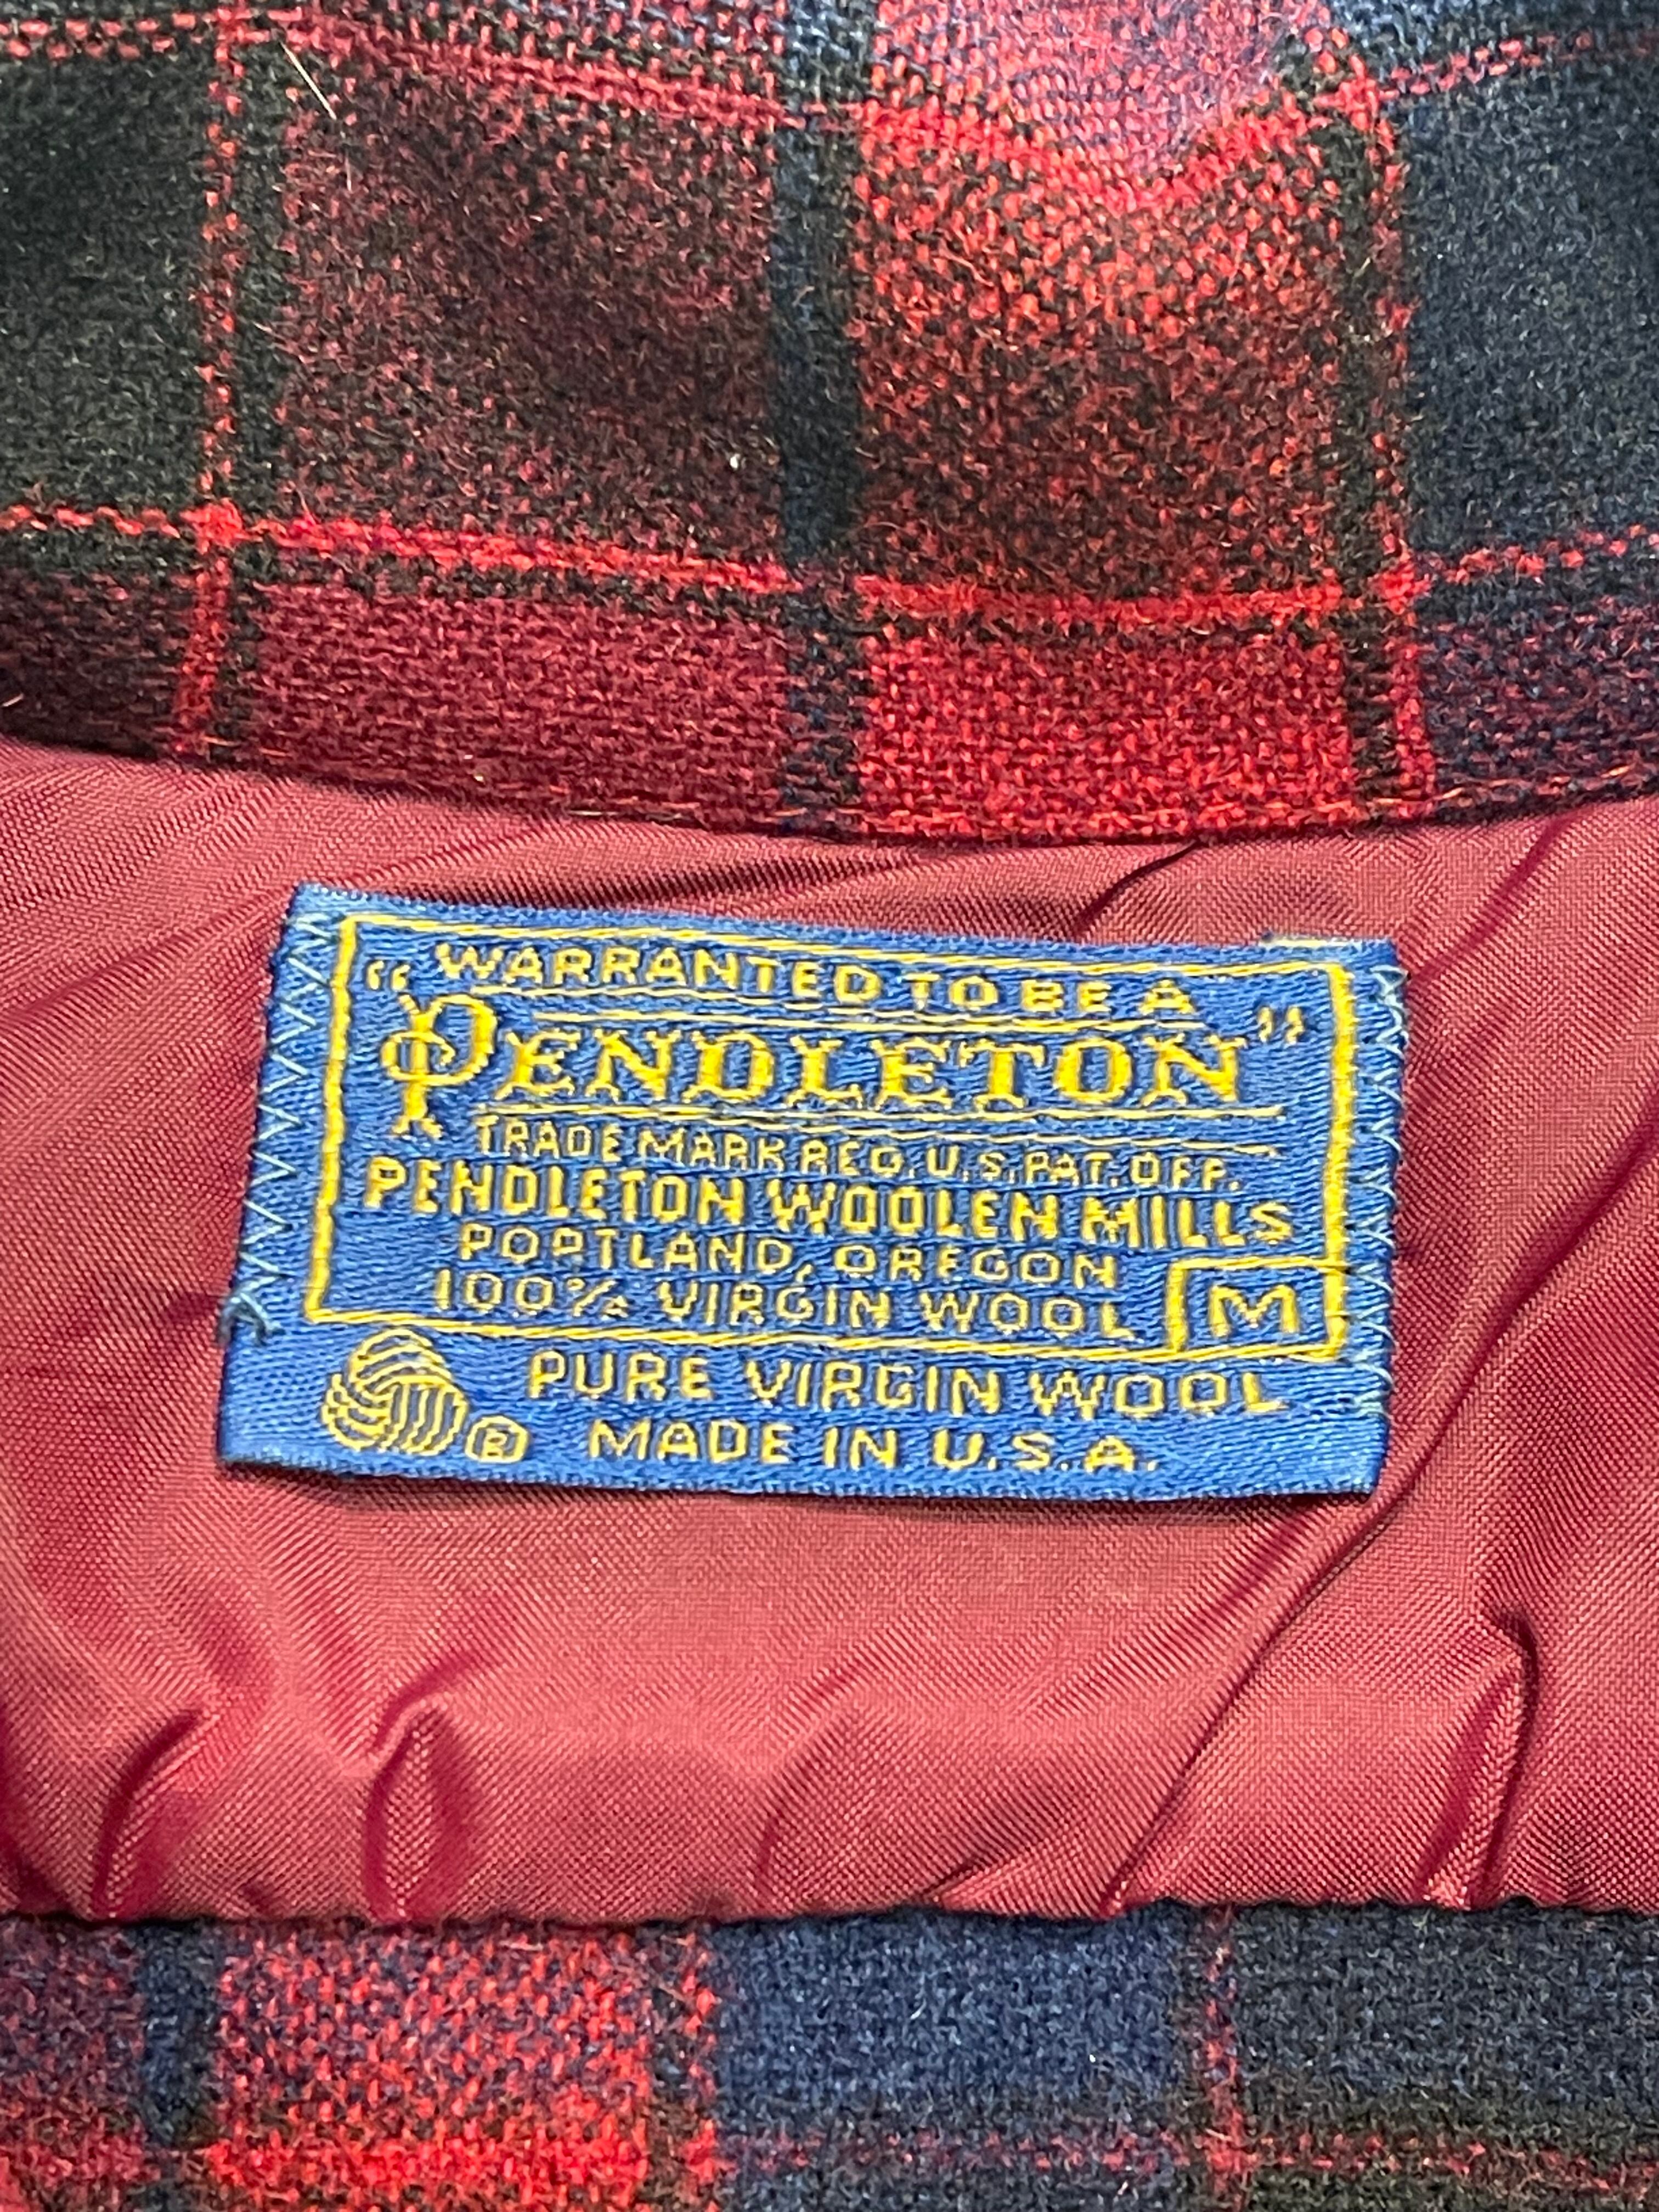 WARRANTED TO BE A
"PENDLETON"
TRADE MARK REG. U.S. PAT. OFF.
PENDLETON WOOLEN MILLS
PORTLAND, OREGON
100% VIRGIN WOOL M
PURE VIRGIN WOOL
® MADE IN U.S.A.